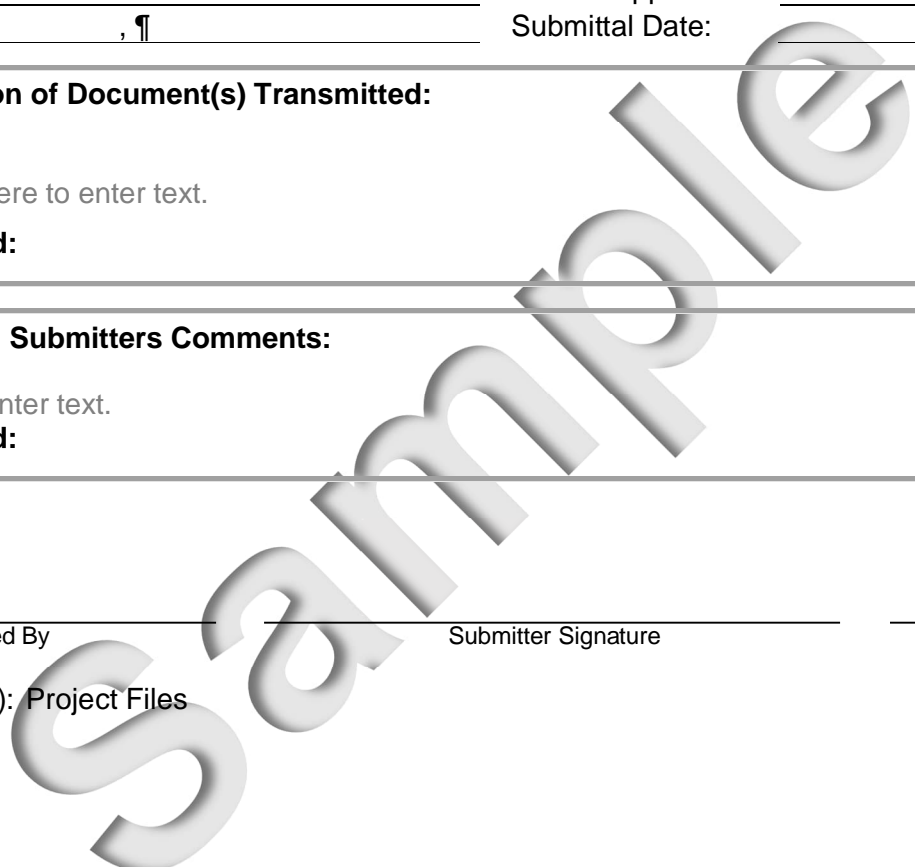 , ¶ Submittal Date:
on of Document(s) Transmitted:
ere to enter text.
d:
Submitters Comments:
nter text.
d:
ed By Submitter Signature
): Project Files
Sample